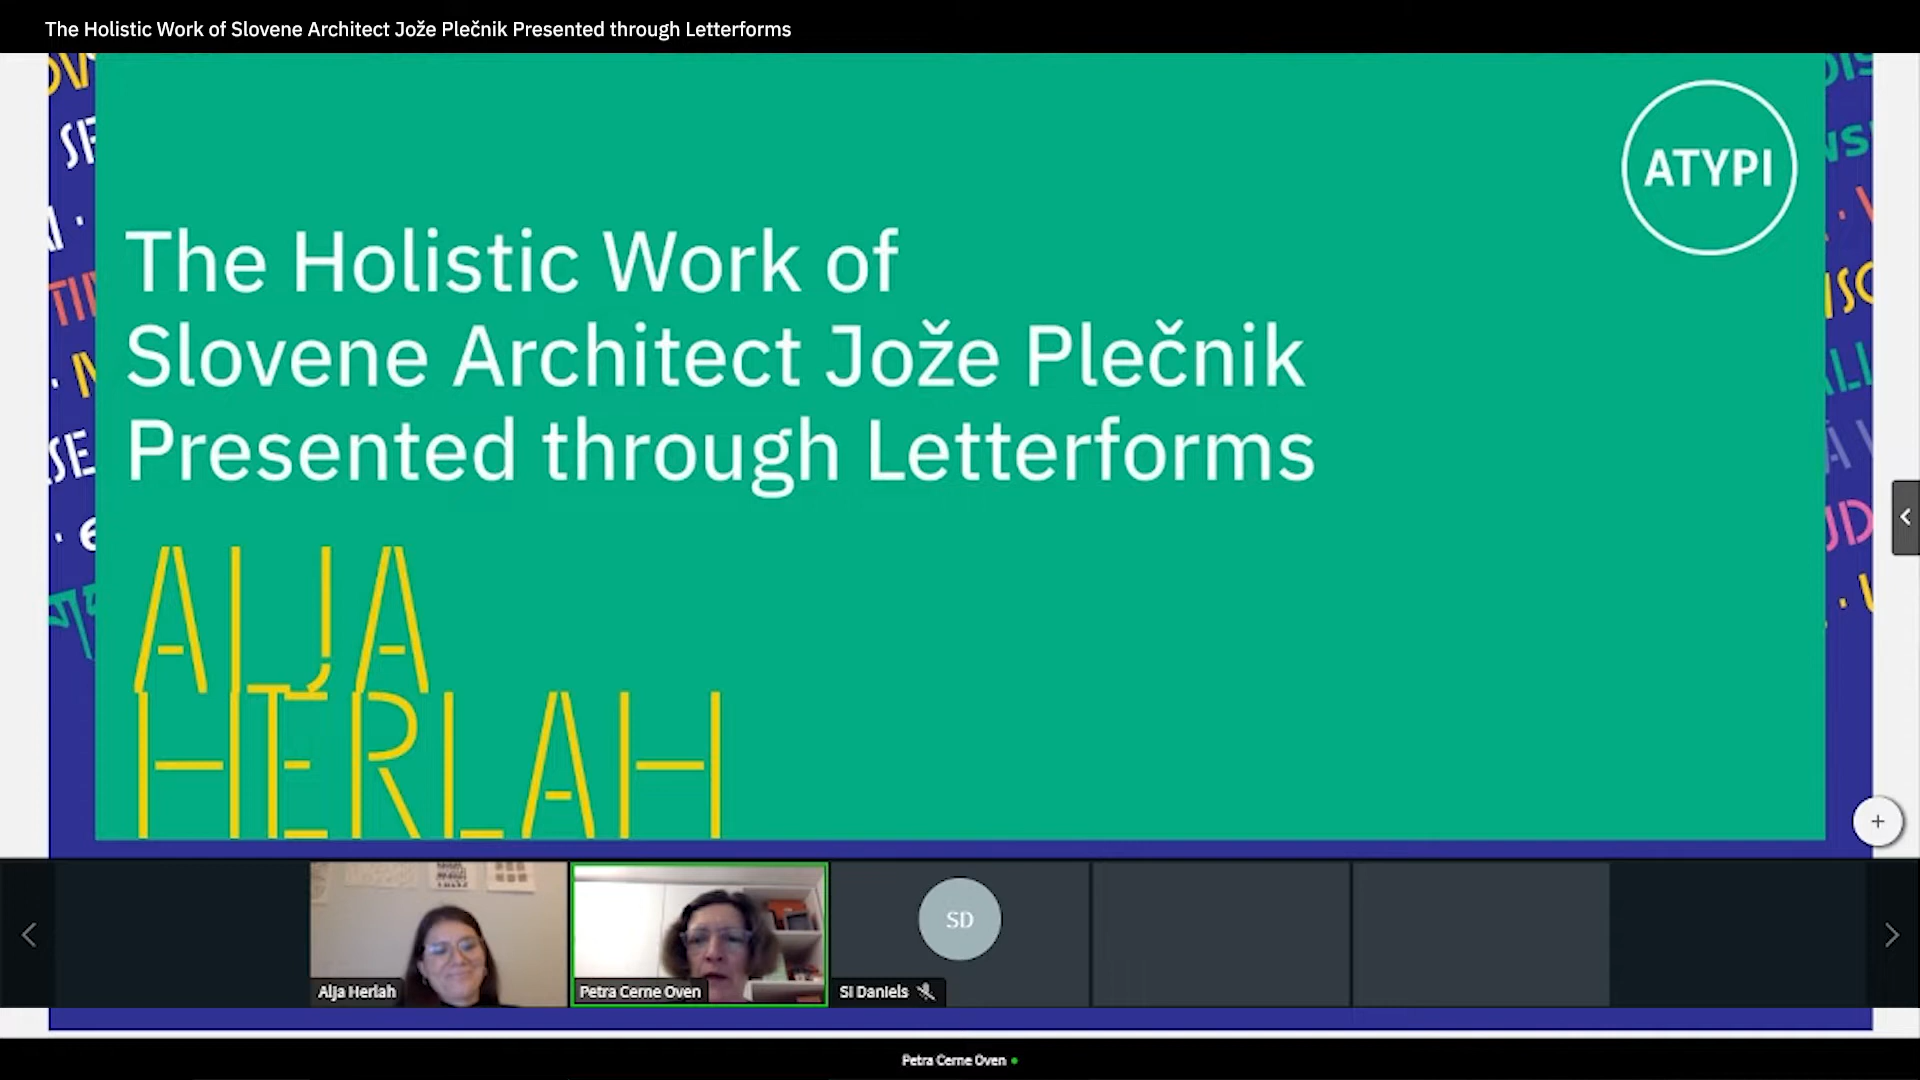 The Holistic Work of Slovene Architect Jože Plečnik Presented through Letterforms
ATYPI
The Holistic Work of
Slovene Architect Jože Plečnik
Presented through Letterforms
ALJA
HERLAH
SD
Alja Herlah
Petra Cerne Oven
Si Daniels
Petra Cerne Oven